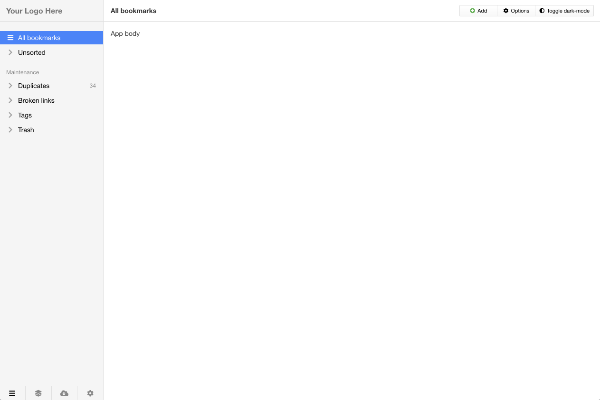 Your Logo Here
All bookmarks
Unsorted
Maintenance
Duplicates 34
Broken links
Tags
Trash
All bookmarks
Add
Options
Toggle dark-mode
App body